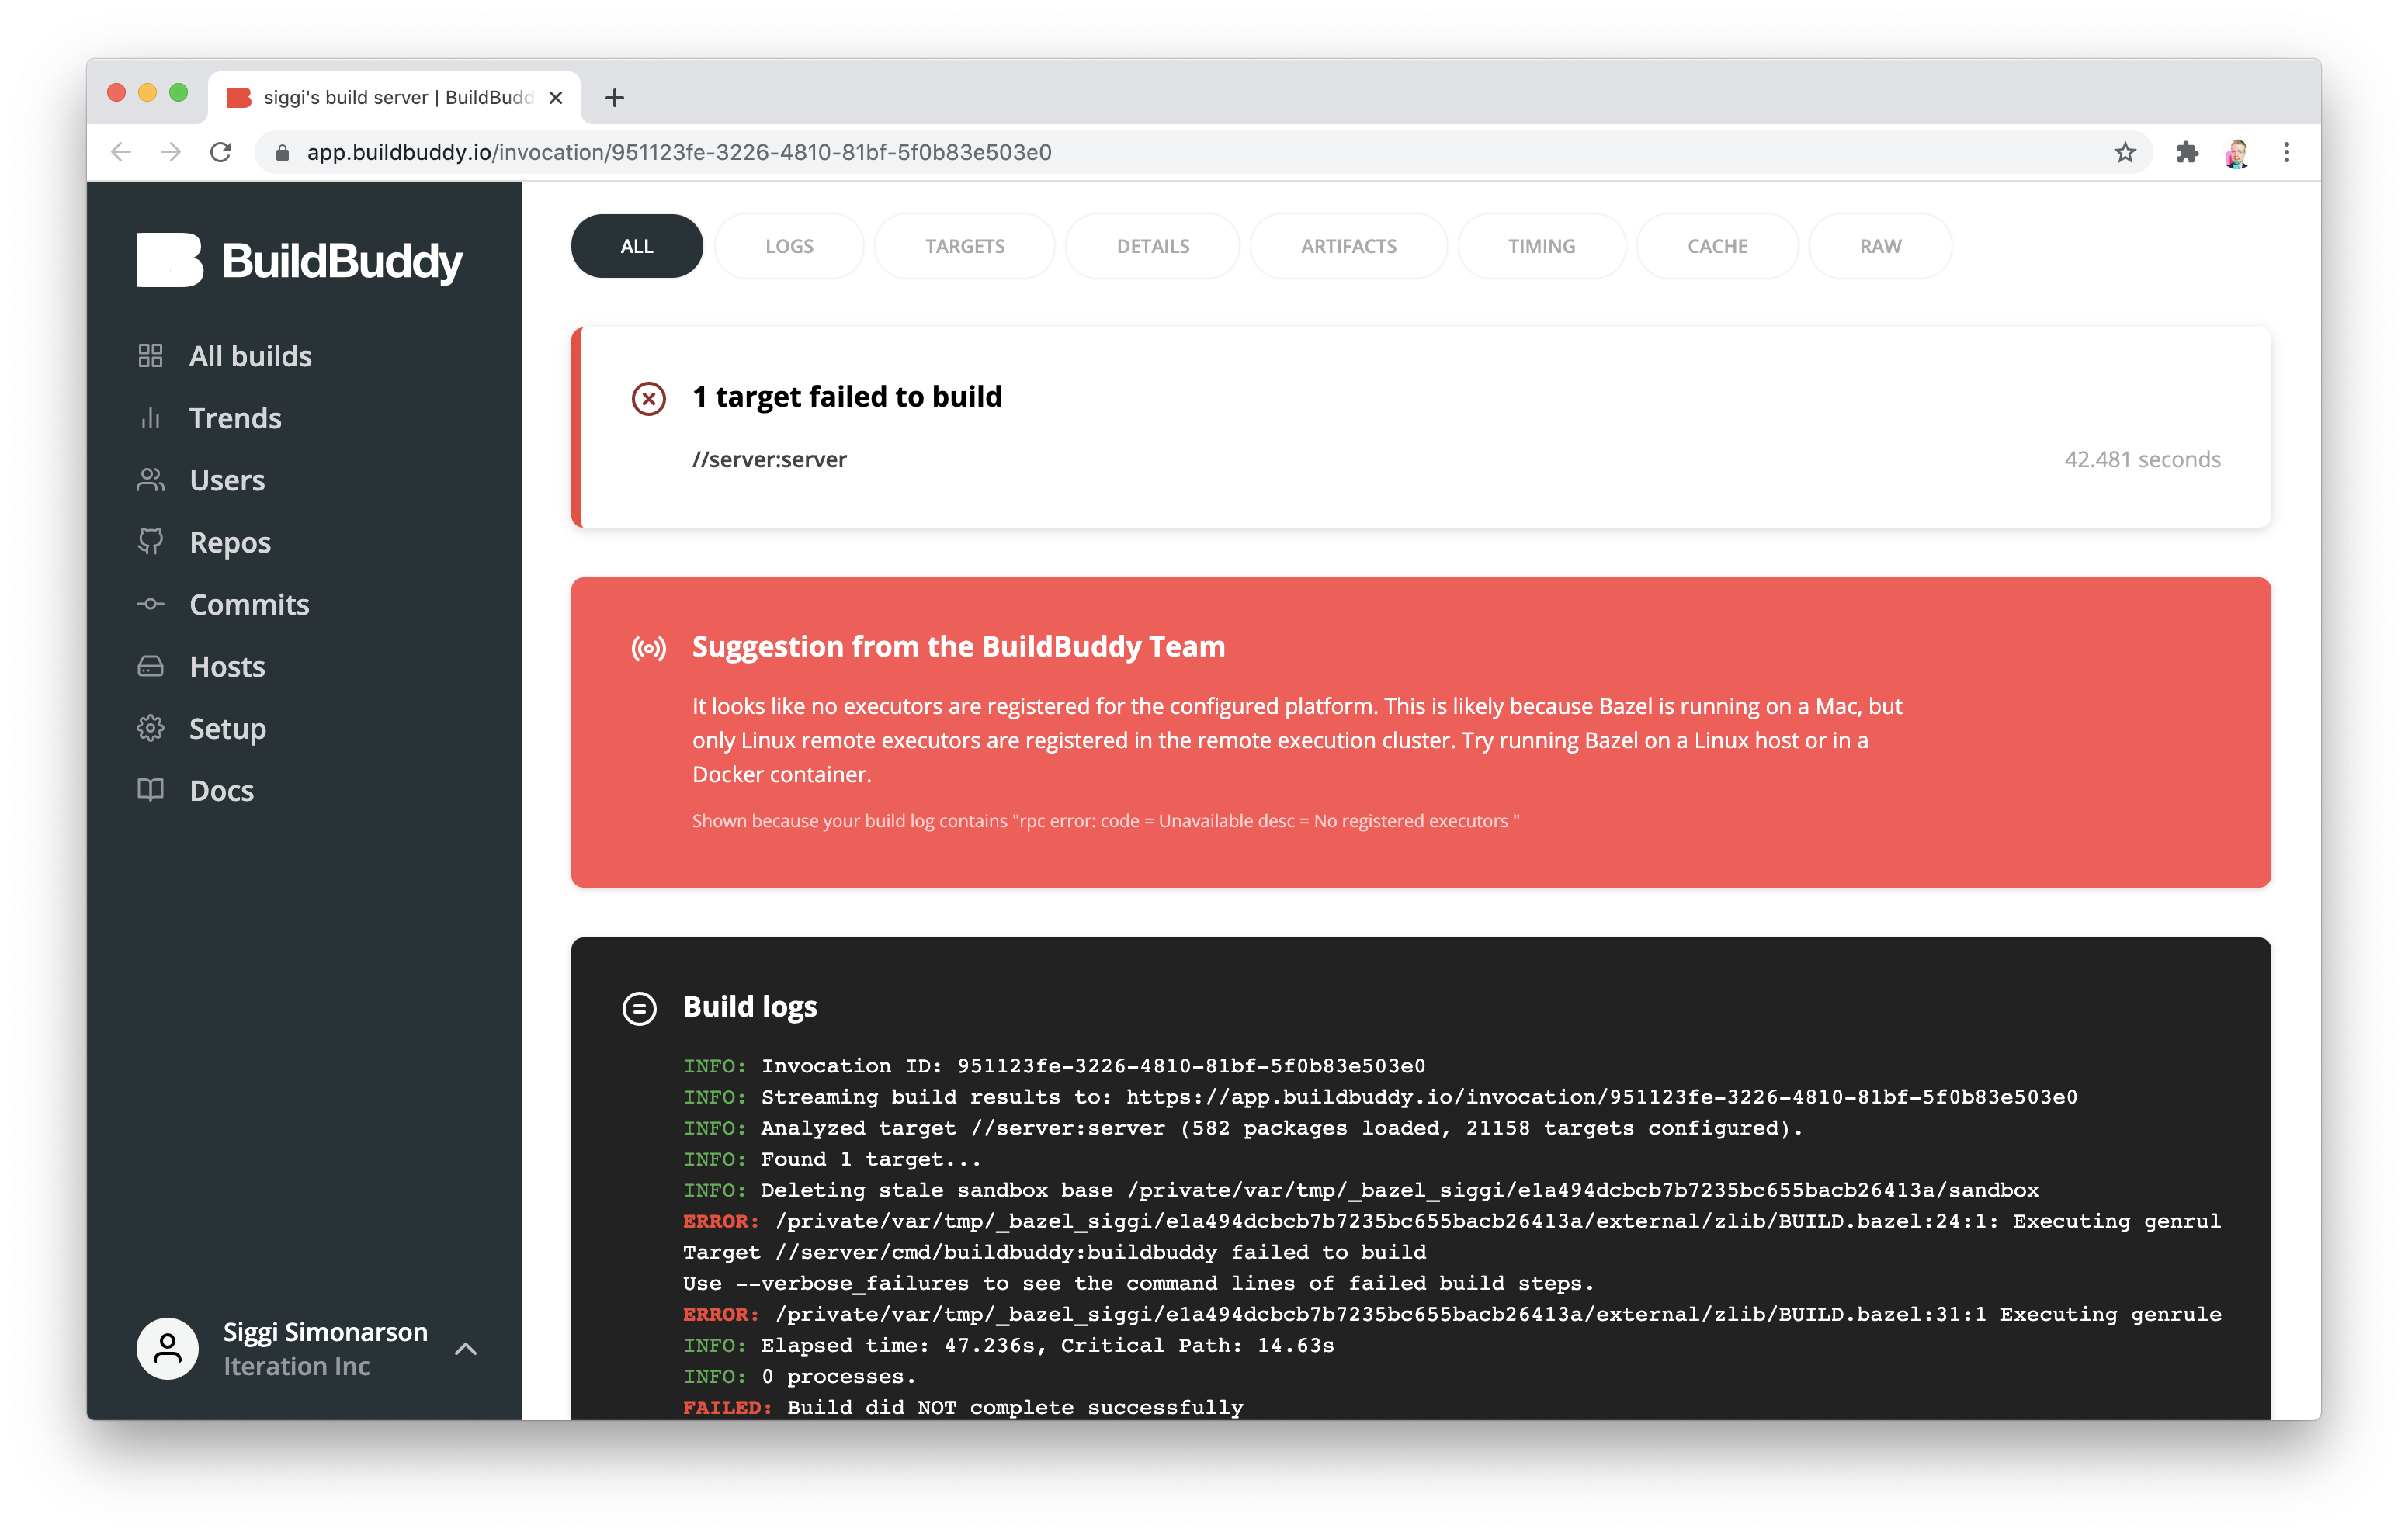 siggi's build server | BuildBudd
app.buildbuddy.io/invocation/951123fe-3226-4810-81bf-5f0b83e503e0
BuildBuddy
All builds
Trends
Users
Repos
Commits
Hosts
Setup
Docs
Siggi Simonarson
Iteration Inc
ALL LOGS TARGETS DETAILS ARTIFACTS TIMING CACHE RAW
1 target failed to build
//server:server 42.481 seconds
Suggestion from the BuildBuddy Team
It looks like no executors are registered for the configured platform. This is likely because Bazel is running on a Mac, but
only Linux remote executors are registered in the remote execution cluster. Try running Bazel on a Linux host or in a
Docker container.
Shown because your build log contains "rpc error: code = Unavailable desc = No registered executors "
Build logs
INFO: Invocation ID: 951123fe-3226-4810-81bf-5f0b83e503e0
INFO: Streaming build results to: https://app.buildbuddy.io/invocation/951123fe-3226-4810-81bf-5f0b83e503e0
INFO: Analyzed target //server:server (582 packages loaded, 21158 targets configured).
INFO: Found 1 target...
INFO: Deleting stale sandbox base /private/var/tmp/_bazel_siggi/e1a494dcbcb7b7235bc655bacb26413a/sandbox
ERROR: /private/var/tmp/_bazel_siggi/e1a494dcbcb7b7235bc655bacb26413a/external/zlib/BUILD.bazel:24:1: Executing genrul
Target //server/cmd/buildbuddy:buildbuddy failed to build
Use --verbose_failures to see the command lines of failed build steps.
ERROR: /private/var/tmp/_bazel_siggi/e1a494dcbcb7b7235bc655bacb26413a/external/zlib/BUILD.bazel:31:1 Executing genrule
INFO: Elapsed time: 47.236s, Critical Path: 14.63s
INFO: 0 processes.
FAILED: Build did NOT complete successfully